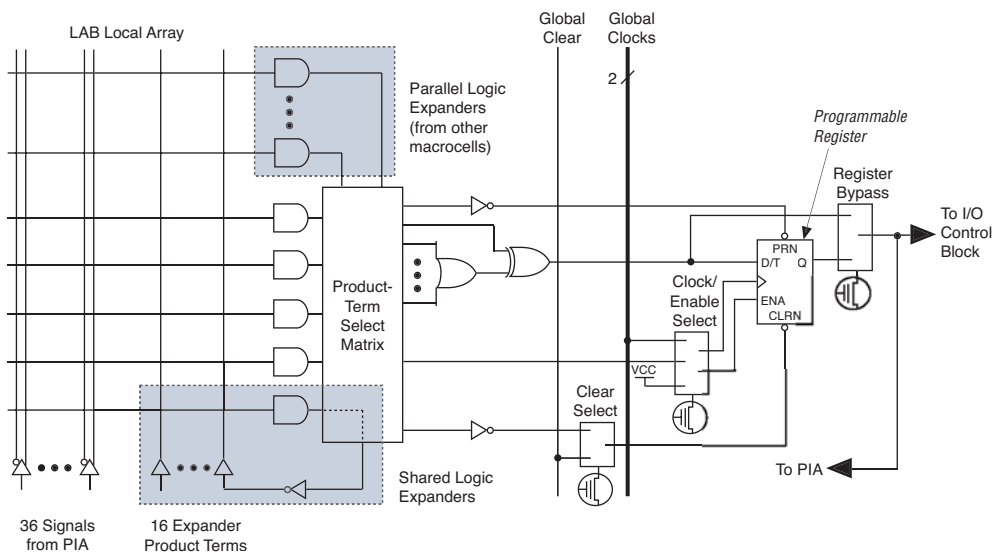 LAB Local Array
Global
Clear
Global
Clocks
2
Parallel Logic
Expanders
(from other
macrocells)
Programmable
Register
Register
Bypass
To I/O
Control
Block
PRN
D/T
Q
ENA
CLRN
Clock/
Enable
Select
Product-
Term
Select
Matrix
VCC
Clear
Select
To PIA
Shared Logic
Expanders
36 Signals
from PIA
16 Expander
Product Terms